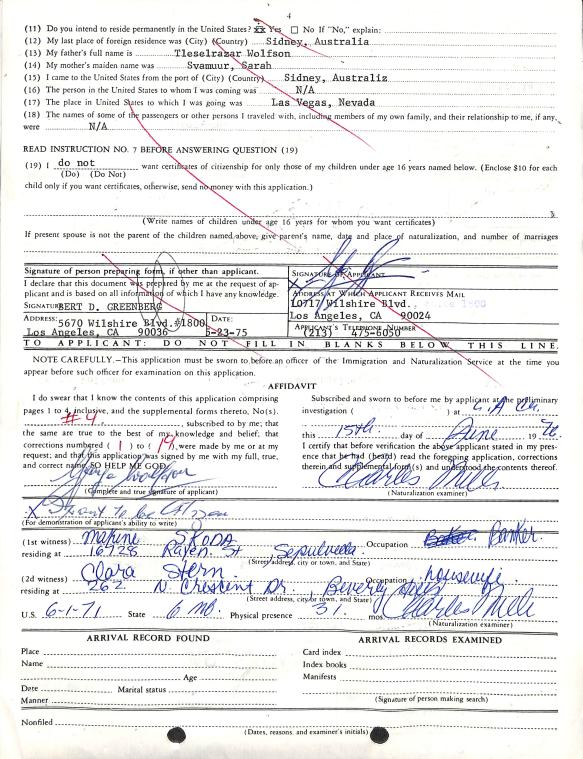 4
(11) Do you intend to reside permanently in the United States? xx Yes □ No If "No," explain:
(12) My last place of foreign residence was (City) (Country) Sidney, Australia
(13) My father's full name is Tleselrazar Wolfson
(14) My mother's maiden name was Svamuur, Sarah
(15) I came to the United States from the port of (City) (Country) Sidney, Australiz
(16) The person in the United States to whom I was coming was N/A
(17) The place in the United States to which I was going was Las Vegas, Nevada
(18) The names of some of the passengers or other persons I traveled with, including members of my own family, and their relationship to me, if any,
were N/A
READ INSTRUCTION NO. 7 BEFORE ANSWERING QUESTION (19)
(19) I do not want certificates of citizenship for only those of my children under age 16 years named below. (Enclose $10 for each
(Do) (Do Not)
child only if you want certificates, otherwise, send no money with this application.)
(Write names of children under age 16 years for whom you want certificates)
If present spouse is not the parent of the children named above, give parent's name, date and place of naturalization, and number of marriages
Signature of person preparing form, if other than applicant.
I declare that this document was prepared by me at the request of applicant and is based on all information of which I have any knowledge.
SIGNATURE BERT D. GREENBERG
ADDRESS: 5670 Wilshire Blvd. #1800 DATE:
Los Angeles, CA 90036 5-23-75
SIGNATURE OF APPLICANT
X
ADDRESS AT WHICH APPLICANT RECEIVES MAIL
10717 Wilshire Blvd.
Los Angeles, CA 90024
APPLICANT'S TELEPHONE NUMBER
(213) 475-6050
TO APPLICANT: DO NOT FILL IN BLANKS BELOW THIS LINE.
NOTE CAREFULLY.—This application must be sworn to before an officer of the Immigration and Naturalization Service at the time you
appear before such officer for examination on this application.
AFFIDAVIT
I do swear that I know the contents of this application comprising
pages 1 to 4, inclusive, and the supplemental forms thereto, No(s).
#4, subscribed to by me; that
the same are true to the best of my knowledge and belief; that
corrections numbered ( 1 ) to ( 19 ) were made by me or at my
request; and that this application was signed by me with my full, true,
and correct name, SO HELP ME GOD.
(Complete and true signature of applicant)
Subscribed and sworn to before me by applicant at the preliminary
investigation ( ) at L.A. Ca.
this 15th day of June 19
I certify that before verification the above applicant stated in my presence that he had (heard) read the foregoing application, corrections
therein and supplemental form(s) and understood the contents thereof.
Charles Mills
(Naturalization examiner)
X I want to be Citizen
(For demonstration of applicant's ability to write)
(1st witness) Maxine SKODA Occupation Banker.
residing at 16728 Rayen St Sepulveda
(Street address, city or town, and State)
(2d witness) Clara Stern Occupation housewife
residing at 262 N. Crescent Dr. Beverly Hills
(Street address, city or town, and State)
U.S. 6-1-71 State 6 mo. Physical presence 31 mos. Charles Mills
(Naturalization examiner)
ARRIVAL RECORD FOUND
Place
Name
Age
Date Marital status
Manner
ARRIVAL RECORDS EXAMINED
Card index
Index books
Manifests
(Signature of person making search)
Nonfiled
(Dates, reasons, and examiner's initials)